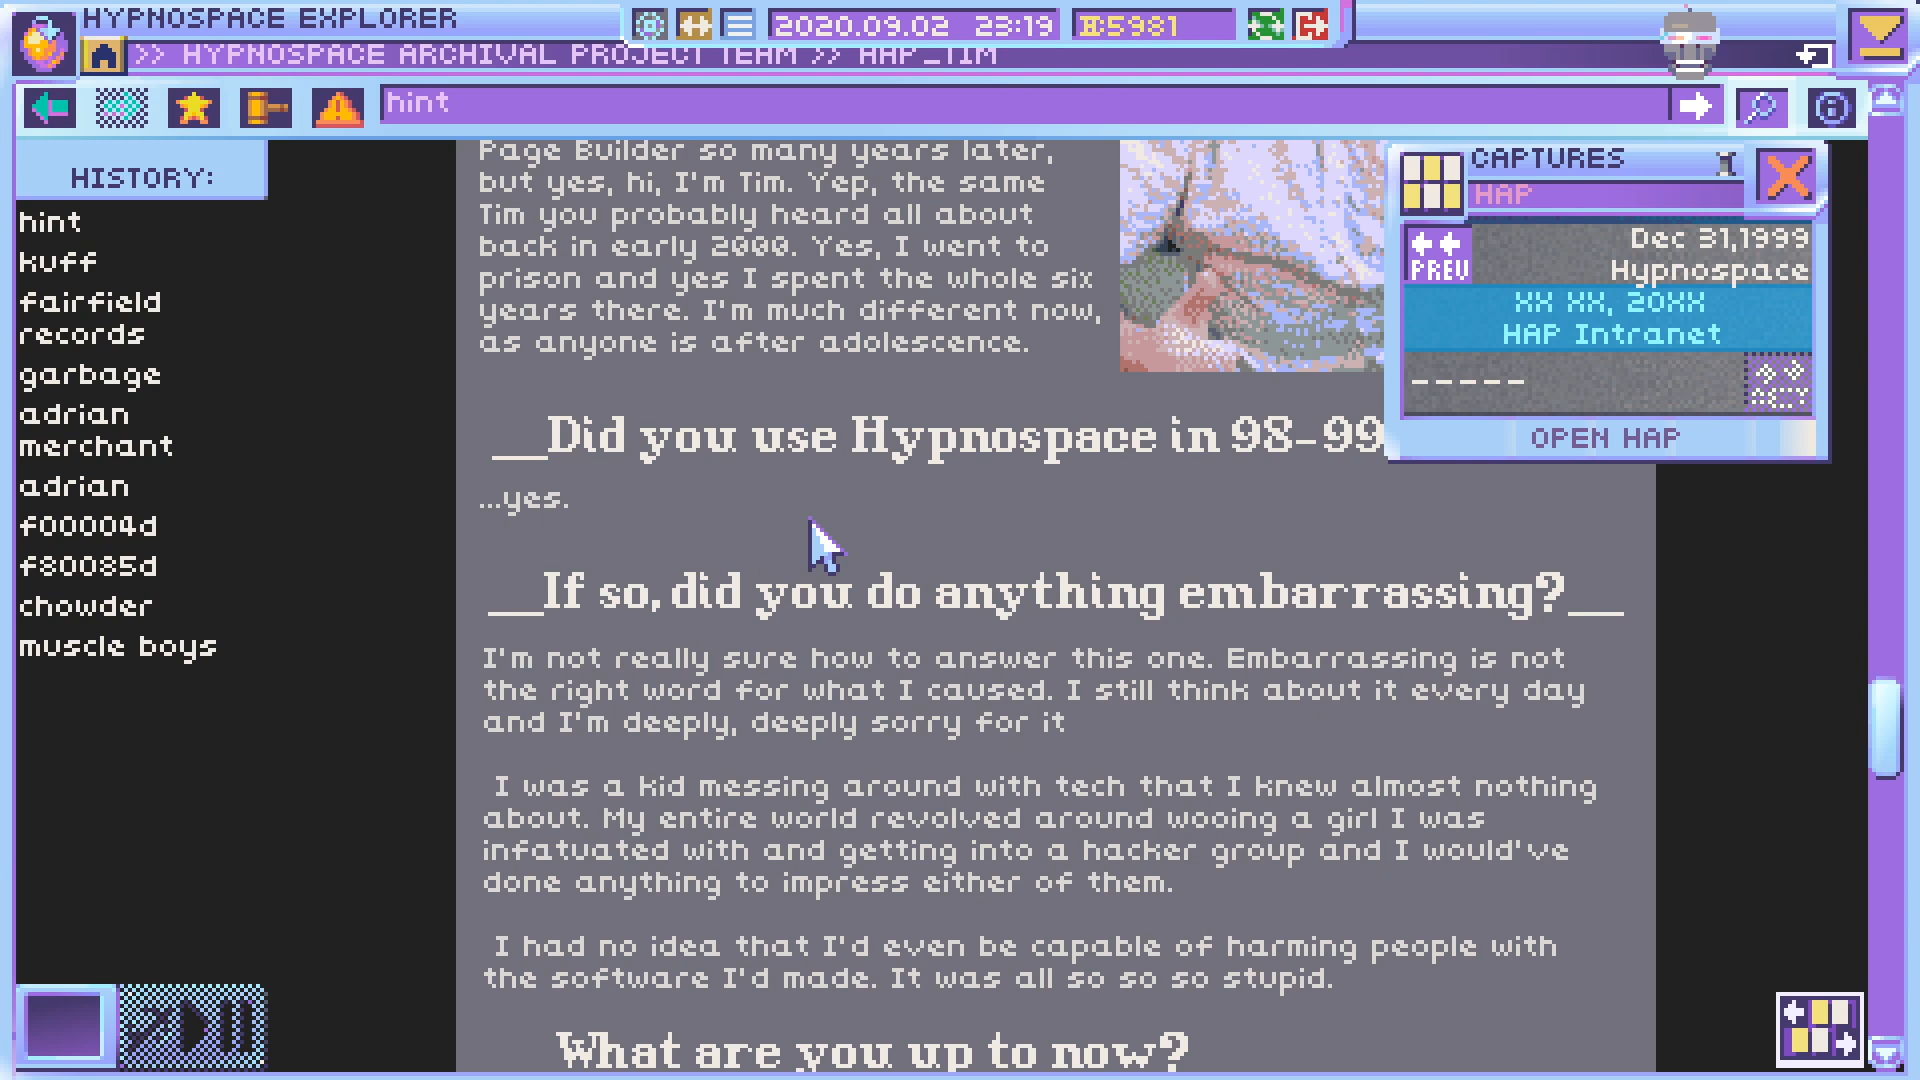 HYPNOSPACE EXPLORER
2020.09.02 23:19
ID5981
>> HYPNOSPACE ARCHIVAL PROJECT TEAM >> HAP_TIM
hint
HISTORY:
hint
kuff
fairfield
records
garbage
adrian
merchant
adrian
f00004d
f80085d
chowder
muscle boys
Page Builder so many years later,
but yes, hi, I'm Tim. Yep, the same
Tim you probably heard all about
back in early 2000. Yes, I went to
prison and yes I spent the whole six
years there. I'm much different now,
as anyone is after adolescence.
__Did you use Hypnospace in 98-99
...yes.
__If so, did you do anything embarrassing?__
I'm not really sure how to answer this one. Embarrassing is not
the right word for what I caused. I still think about it every day
and I'm deeply, deeply sorry for it
I was a kid messing around with tech that I knew almost nothing
about. My entire world revolved around wooing a girl I was
infatuated with and getting into a hacker group and I would've
done anything to impress either of them.
I had no idea that I'd even be capable of harming people with
the software I'd made. It was all so so so stupid.
What are you up to now?
CAPTURES
HAP
PREV
Dec 31,1999
Hypnospace
XX XX, 20XX
HAP Intranet
-----
OPEN HAP